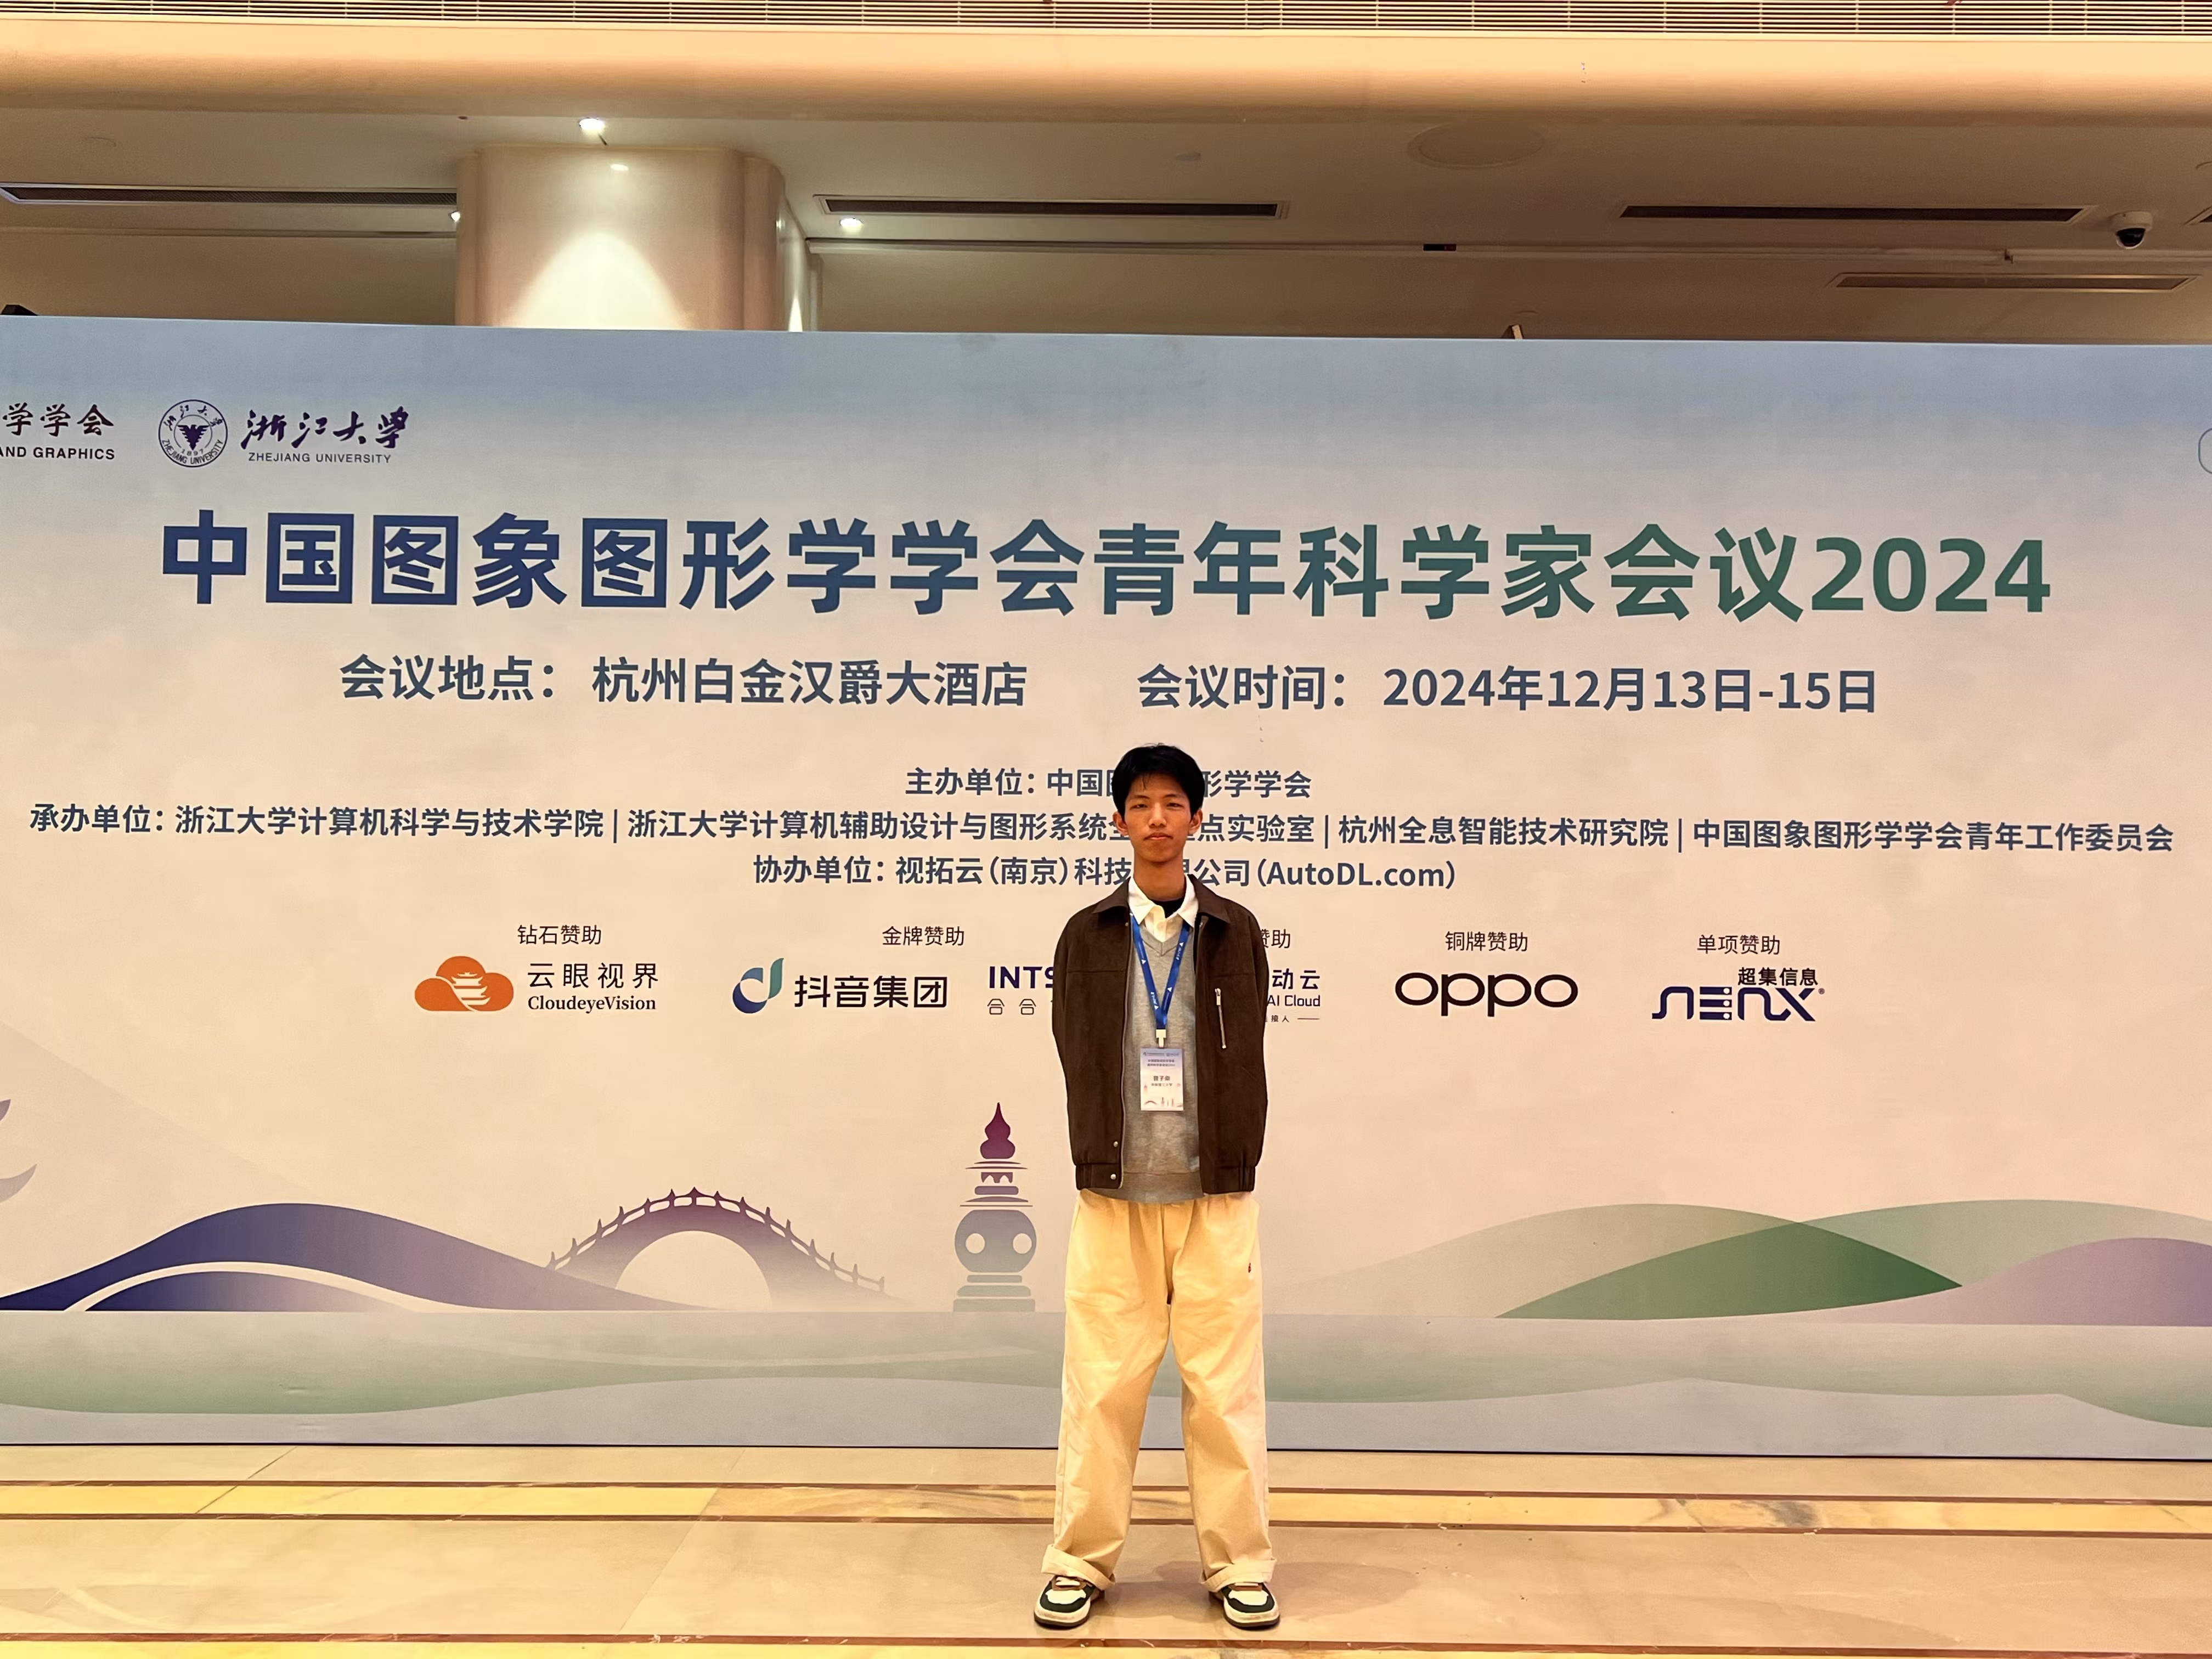 学学会
AND GRAPHICS
浙江大学
ZHEJIANG UNIVERSITY
中国图象图形学学会青年科学家会议2024
会议地点：杭州白金汉爵大酒店 会议时间：2024年12月13日-15日
主办单位：中国图 形学学会
承办单位：浙江大学计算机科学与技术学院 | 浙江大学计算机辅助设计与图形系统全 点实验室 | 杭州全息智能技术研究院 | 中国图象图形学学会青年工作委员会
协办单位：视拓云（南京）科技 公司（AutoDL.com）
钻石赞助 金牌赞助 赞助 铜牌赞助 单项赞助
云眼视界
CloudeyeVision
抖音集团
INTS
合合
动云
AI Cloud
oppo
超集信息